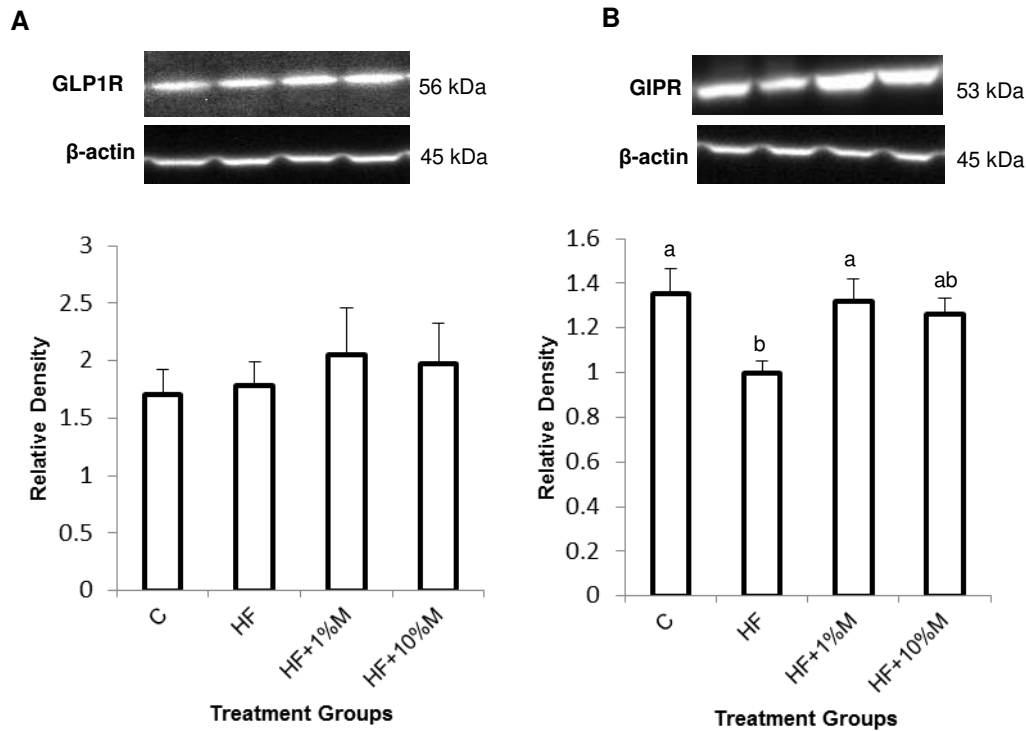 A
GLP1R
56 kDa
β-actin
45 kDa
3
2.5
2
1.5
1
0.5
0
Relative Density
C
HF
HF+1%M
HF+10%M
Treatment Groups
B
GIPR
53 kDa
β-actin
45 kDa
1.6
1.4
1.2
1
0.8
0.6
0.4
0.2
0
Relative Density
a
b
a
ab
C
HF
HF+1%M
HF+10%M
Treatment Groups